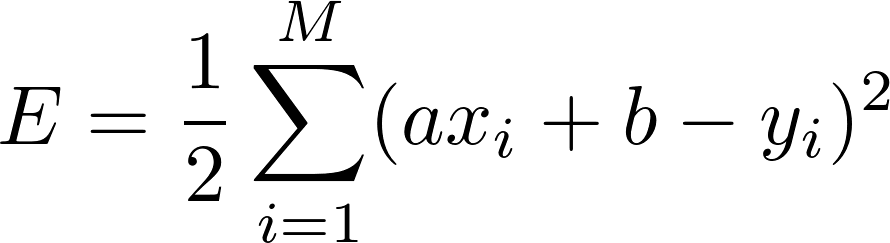 E = \frac{1}{2} \sum_{i=1}^{M} (ax_i + b - y_i)^2